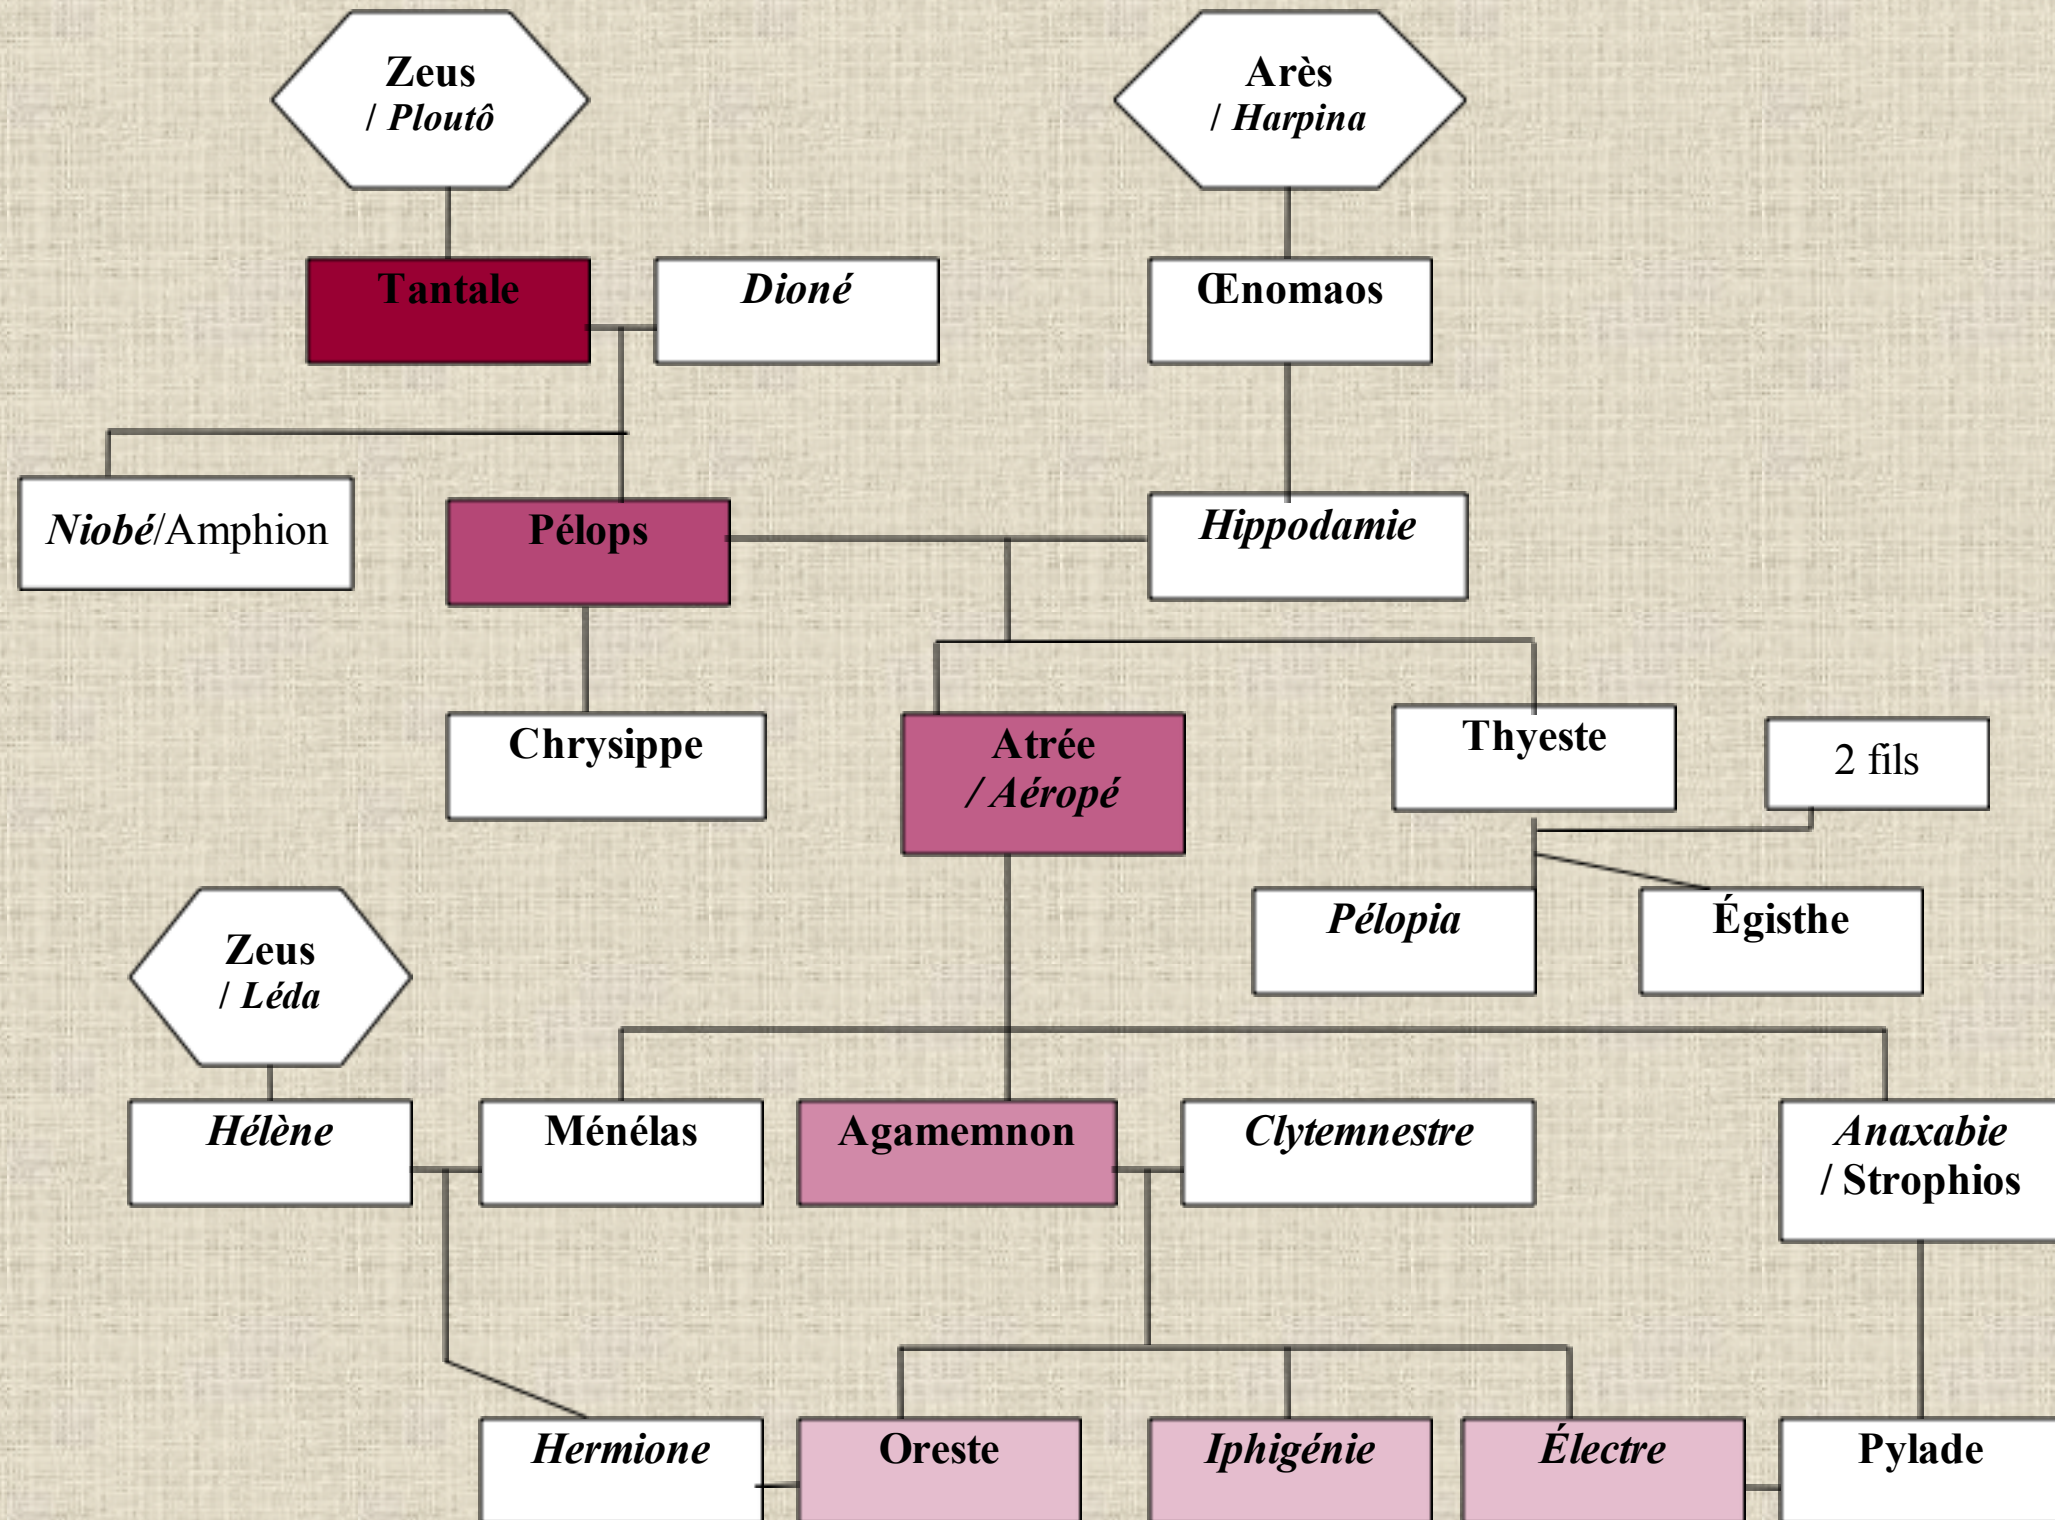 Zeus
/ Ploutô
Arès
/ Harpina
Tantale
Dioné
Œnomaos
Niobé/Amphion
Pélops
Hippodamie
Chrysippe
Atrée
/ Aéropé
Thyeste
2 fils
Pélopia
Égisthe
Zeus
/ Léda
Hélène
Ménélas
Agamemnon
Clytemnestre
Anaxabie
/ Strophios
Hermione
Oreste
Iphigénie
Électre
Pylade